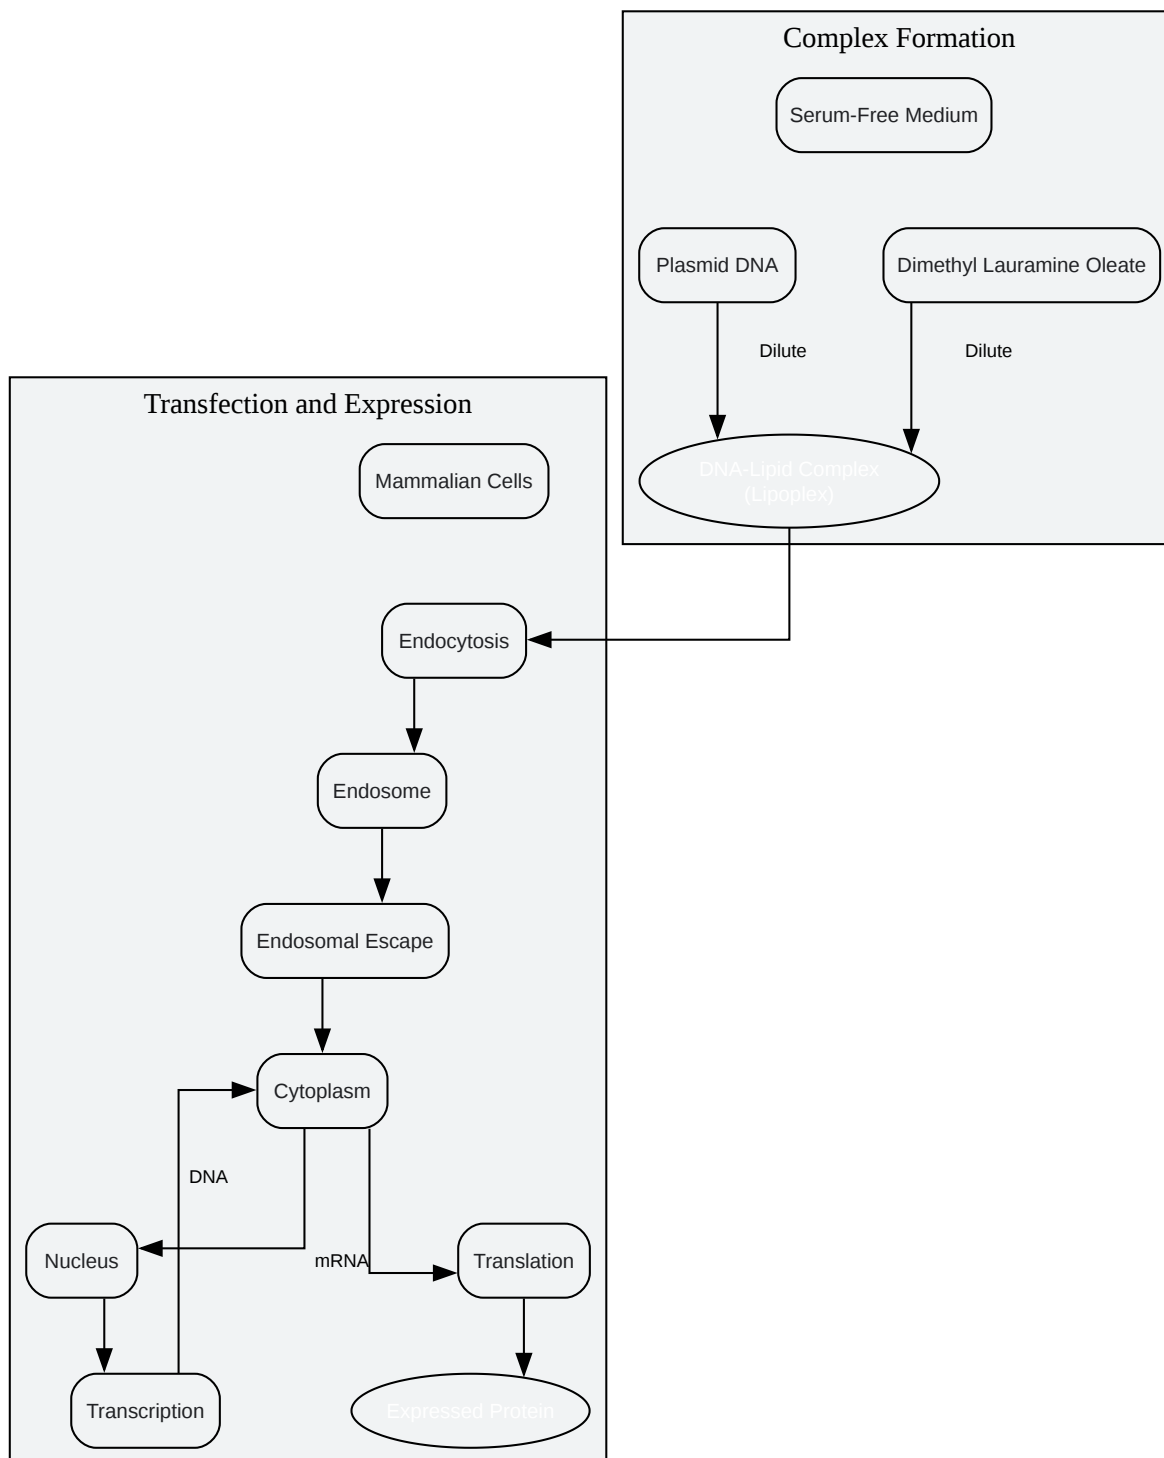 Complex Formation
Serum-Free Medium
Plasmid DNA
Dimethyl Lauramine Oleate
Dilute
Dilute
DNA-Lipid Complex
(Lipoplex)
Transfection and Expression
Mammalian Cells
Endocytosis
Endosome
Endosomal Escape
Cytoplasm
DNA
Nucleus
mRNA
Translation
Transcription
Expressed Protein